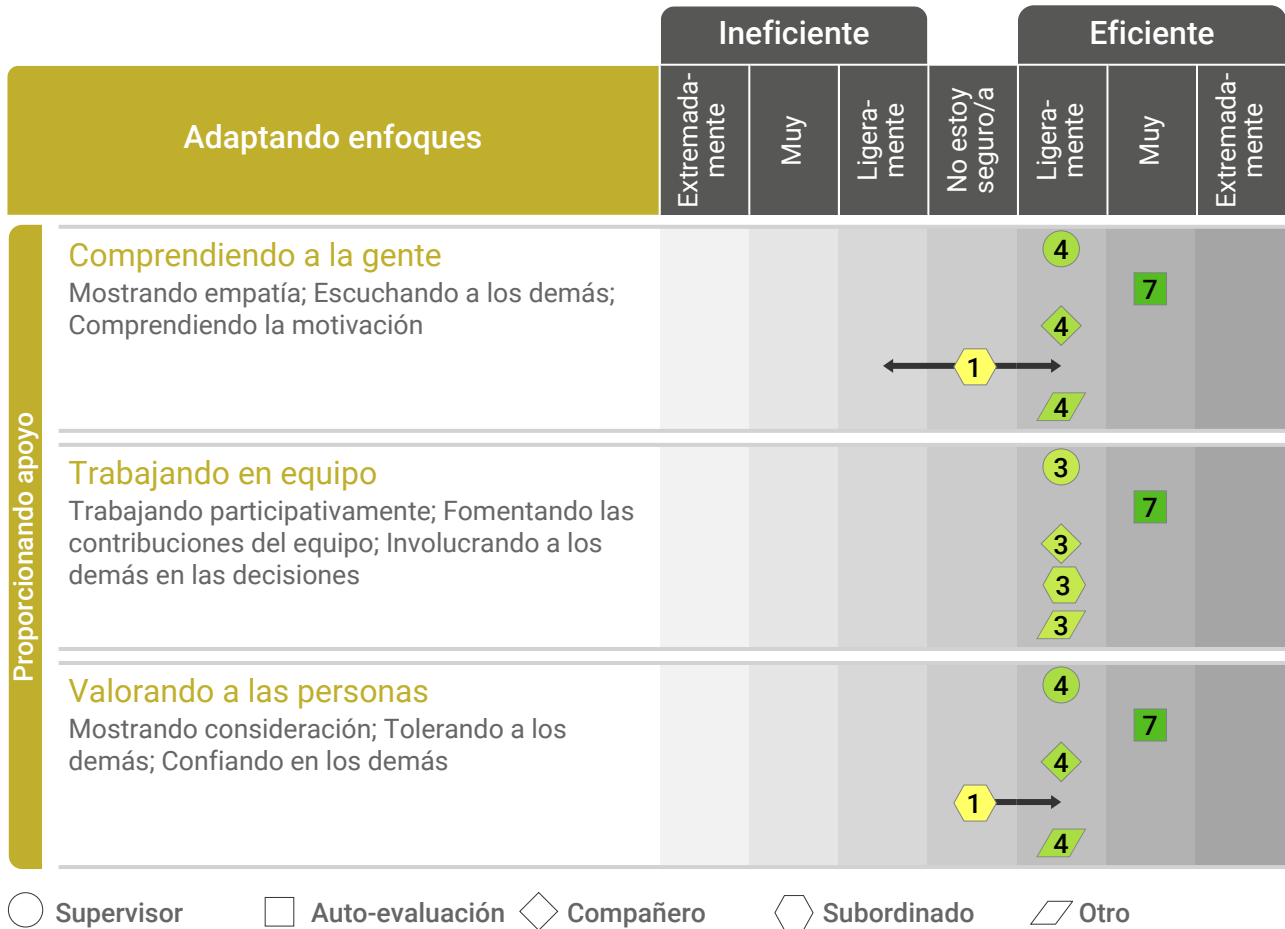 Ineficiente
Eficiente
Adaptando enfoques
Extremada-
mente
Muy
Ligera-
mente
No estoy
seguro/a
Ligera-
mente
Muy
Extremada-
mente
Proporcionando apoyo
Comprendiendo a la gente
Mostrando empatía; Escuchando a los demás;
Comprendiendo la motivación
4
7
4
1
4
Trabajando en equipo
Trabajando participativamente; Fomentando las
contribuciones del equipo; Involucrando a los
demás en las decisiones
3
7
3
3
3
Valorando a las personas
Mostrando consideración; Tolerando a los
demás; Confiando en los demás
4
7
4
1
4
Supervisor
Auto-evaluación
Compañero
Subordinado
Otro